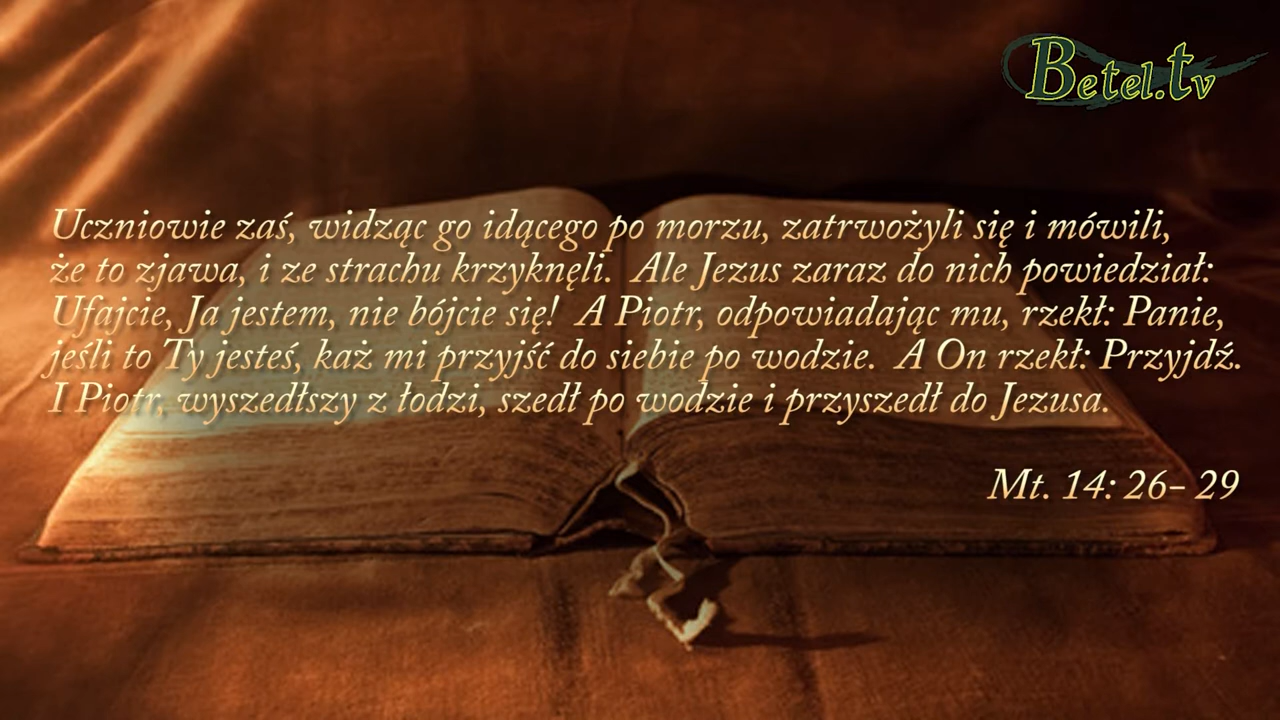 Betel.tv
Uczniowie zaś, widząc go idącego po morzu, zatrwożyli się i mówili,
że to zjawa, i ze strachu krzyknęli. Ale Jezus zaraz do nich powiedział:
Ufajcie, Ja jestem, nie bójcie się! A Piotr, odpowiadając mu, rzekł: Panie,
jeśli to Ty jesteś, każ mi przyjść do siebie po wodzie. A On rzekł: Przyjdź.
I Piotr, wyszedłszy z łodzi, szedł po wodzie i przyszedł do Jezusa.
Mt. 14: 26- 29